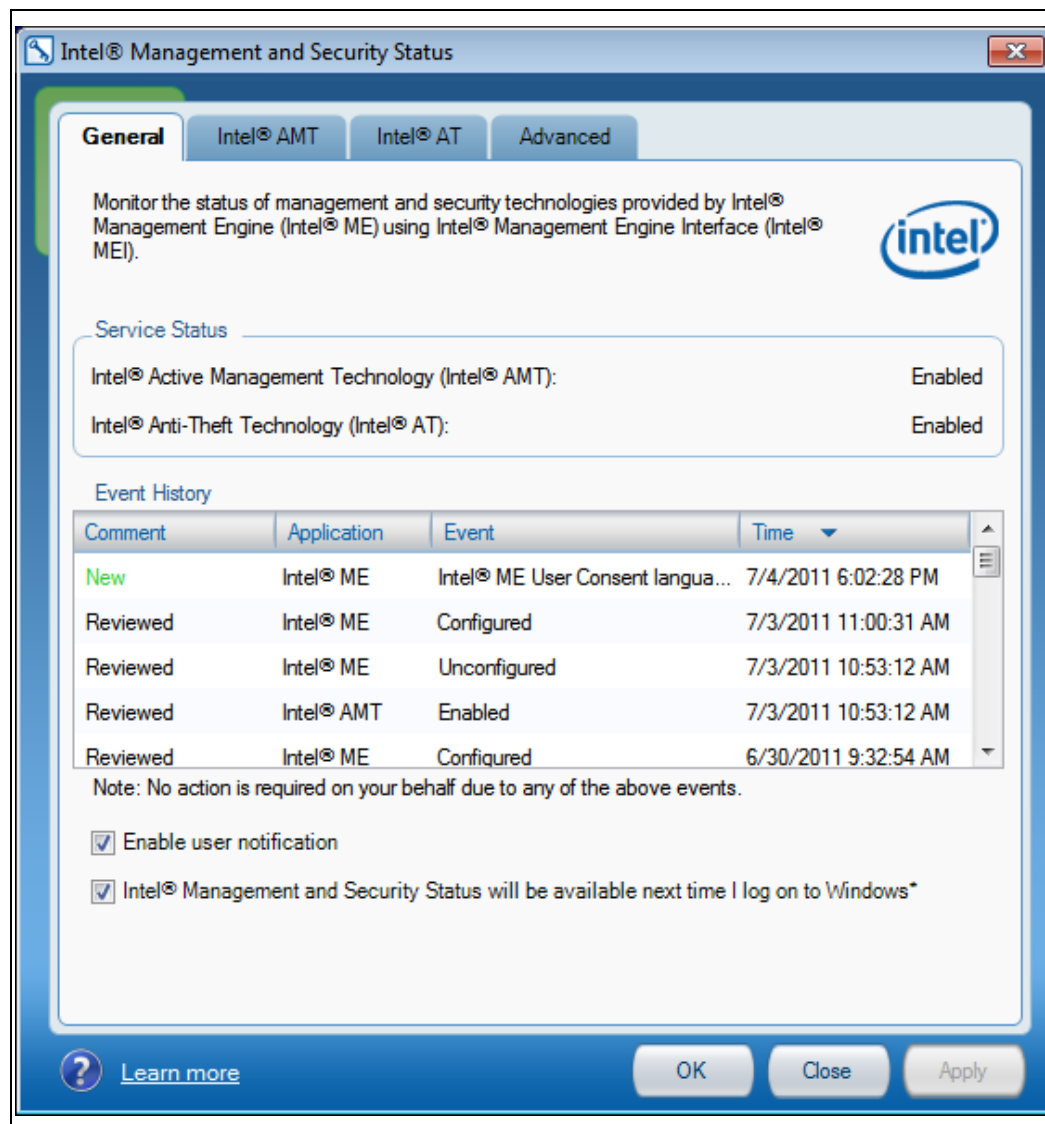 Intel® Management and Security Status
General Intel® AMT Intel® AT Advanced
Monitor the status of management and security technologies provided by Intel®
Management Engine (Intel® ME) using Intel® Management Engine Interface (Intel®
MEI).
intel
Service Status
Intel® Active Management Technology (Intel® AMT): Enabled
Intel® Anti-Theft Technology (Intel® AT): Enabled
Event History
Comment Application Event Time
New Intel® ME Intel® ME User Consent langua... 7/4/2011 6:02:28 PM
Reviewed Intel® ME Configured 7/3/2011 11:00:31 AM
Reviewed Intel® ME Unconfigured 7/3/2011 10:53:12 AM
Reviewed Intel® AMT Enabled 7/3/2011 10:53:12 AM
Reviewed Intel® ME Configured 6/30/2011 9:32:54 AM
Note: No action is required on your behalf due to any of the above events.
Enable user notification
Intel® Management and Security Status will be available next time I log on to Windows*
? Learn more OK Close Apply